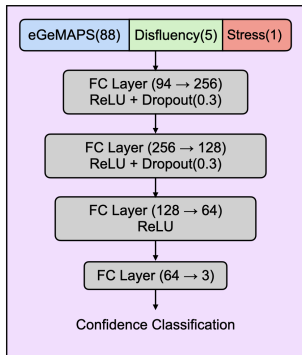 eGeMAPS(88) Disfluency(5) Stress(1)
FC Layer (94 → 256)
ReLU + Dropout(0.3)
FC Layer (256 → 128)
ReLU + Dropout(0.3)
FC Layer (128 → 64)
ReLU
FC Layer (64 → 3)
Confidence Classification